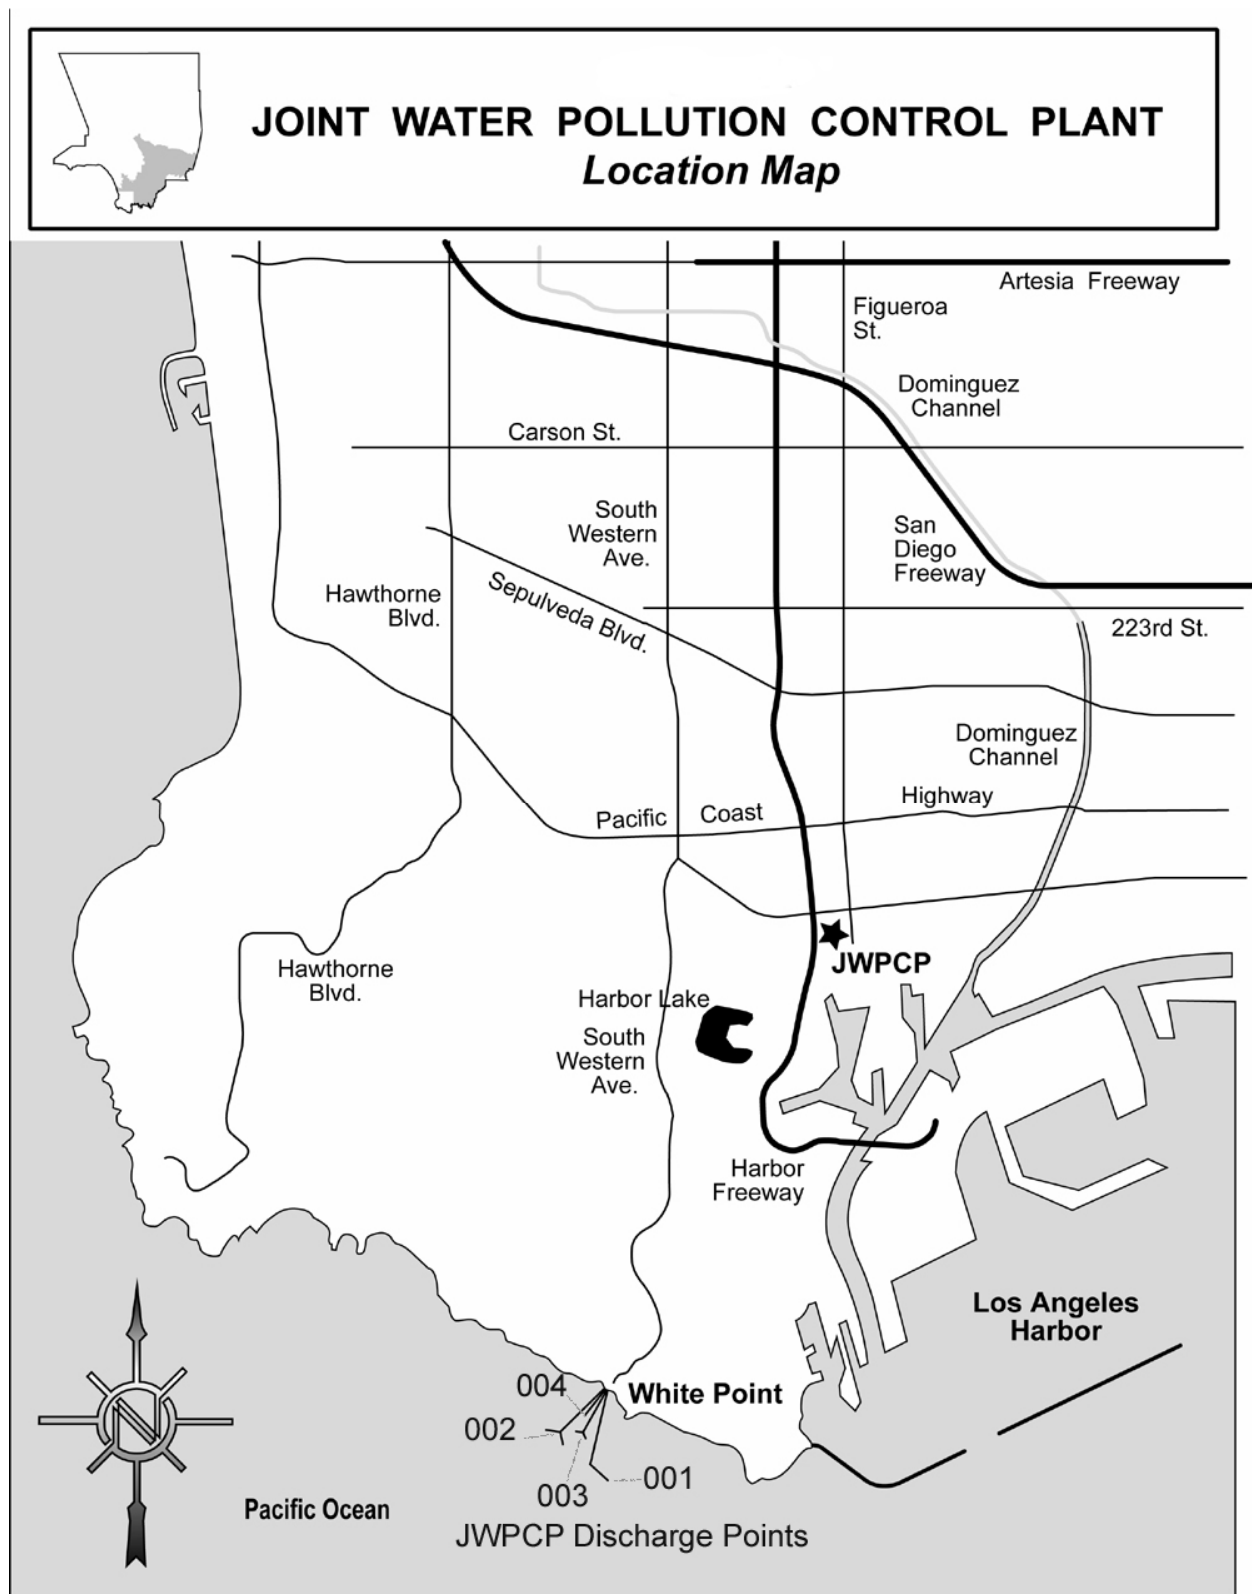 JOINT WATER POLLUTION CONTROL PLANT
Location Map
Artesia Freeway
Figueroa
St.
Dominguez
Channel
Carson St.
South
Western
Ave.
San
Diego
Freeway
Hawthorne
Blvd.
Sepulveda Blvd.
223rd St.
Dominguez
Channel
Pacific Coast Highway
JWPCP
Hawthorne
Blvd.
Harbor Lake
South
Western
Ave.
Harbor
Freeway
Los Angeles
Harbor
White Point
004
002
003
001
N
Pacific Ocean
JWPCP Discharge Points